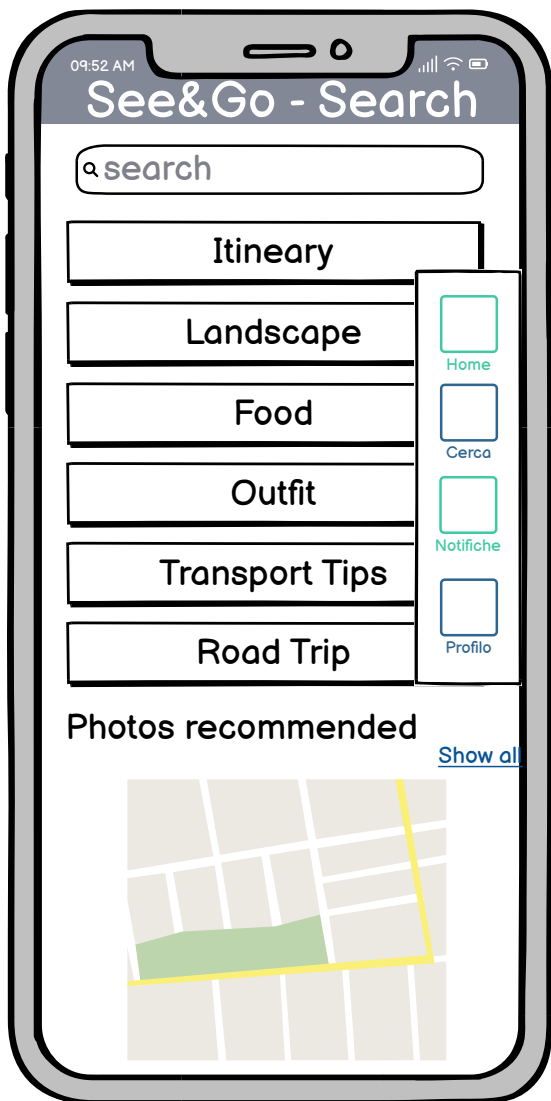 09:52 AM
See&Go - Search
search
Itineary
Landscape
Food
Outfit
Transport Tips
Road Trip
Home
Cerca
Notifiche
Profilo
Photos recommended
Show all